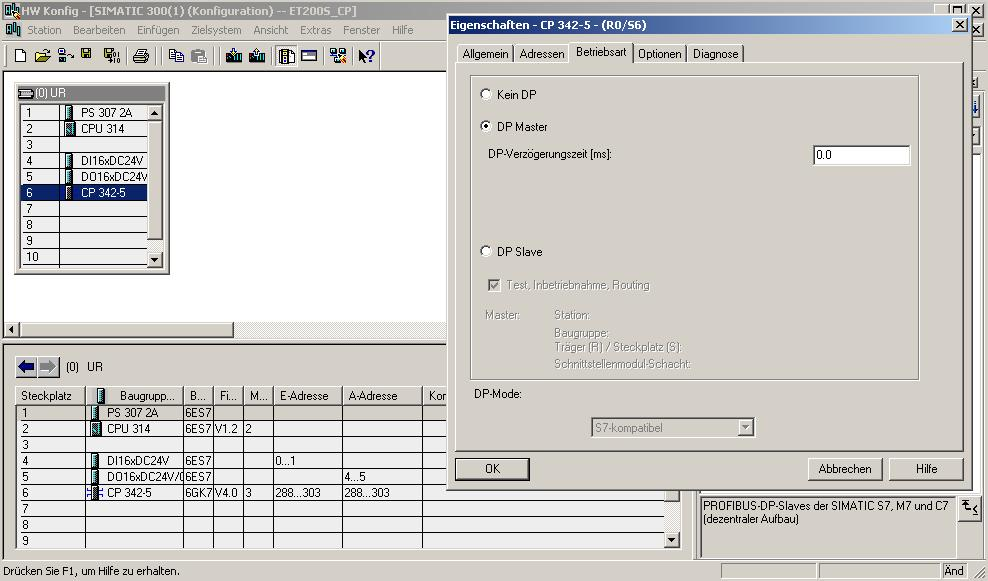 HW Konfig - [SIMATIC 300(1) (Konfiguration) -- ET200S_CP]
Station Bearbeiten Einfügen Zielsystem Ansicht Extras Fenster Hilfe
(0) UR
1 PS 307 2A
2 CPU 314
3
4 DI16xDC24V
5 DO16xDC24V
6 CP 342-5
7
8
9
10
(0) UR
Steckplatz Baugrupp... B... Fi... M... E-Adresse A-Adresse Kor
1 PS 307 2A 6ES7
2 CPU 314 6ES7 V1.2 2
3
4 DI16xDC24V 6ES7 0...1
5 DO16xDC24V/ 6ES7 4...5
6 CP 342-5 6GK7 V4.0 3 288...303 288...303
7
8
9
Eigenschaften - CP 342-5 - (R0/S6)
Allgemein Adressen Betriebsart Optionen Diagnose
Kein DP
DP Master
DP-Verzögerungszeit [ms]: 0.0
DP Slave
Test, Inbetriebnahme, Routing
Master: Station:
Baugruppe:
Träger (R) / Steckplatz (S):
Schnittstellenmodul-Schacht:
DP-Mode:
S7-kompatibel
OK Abbrechen Hilfe
PROFIBUS-DP-Slaves der SIMATIC S7, M7 und C7
(dezentraler Aufbau)
Drücken Sie F1, um Hilfe zu erhalten. Änd